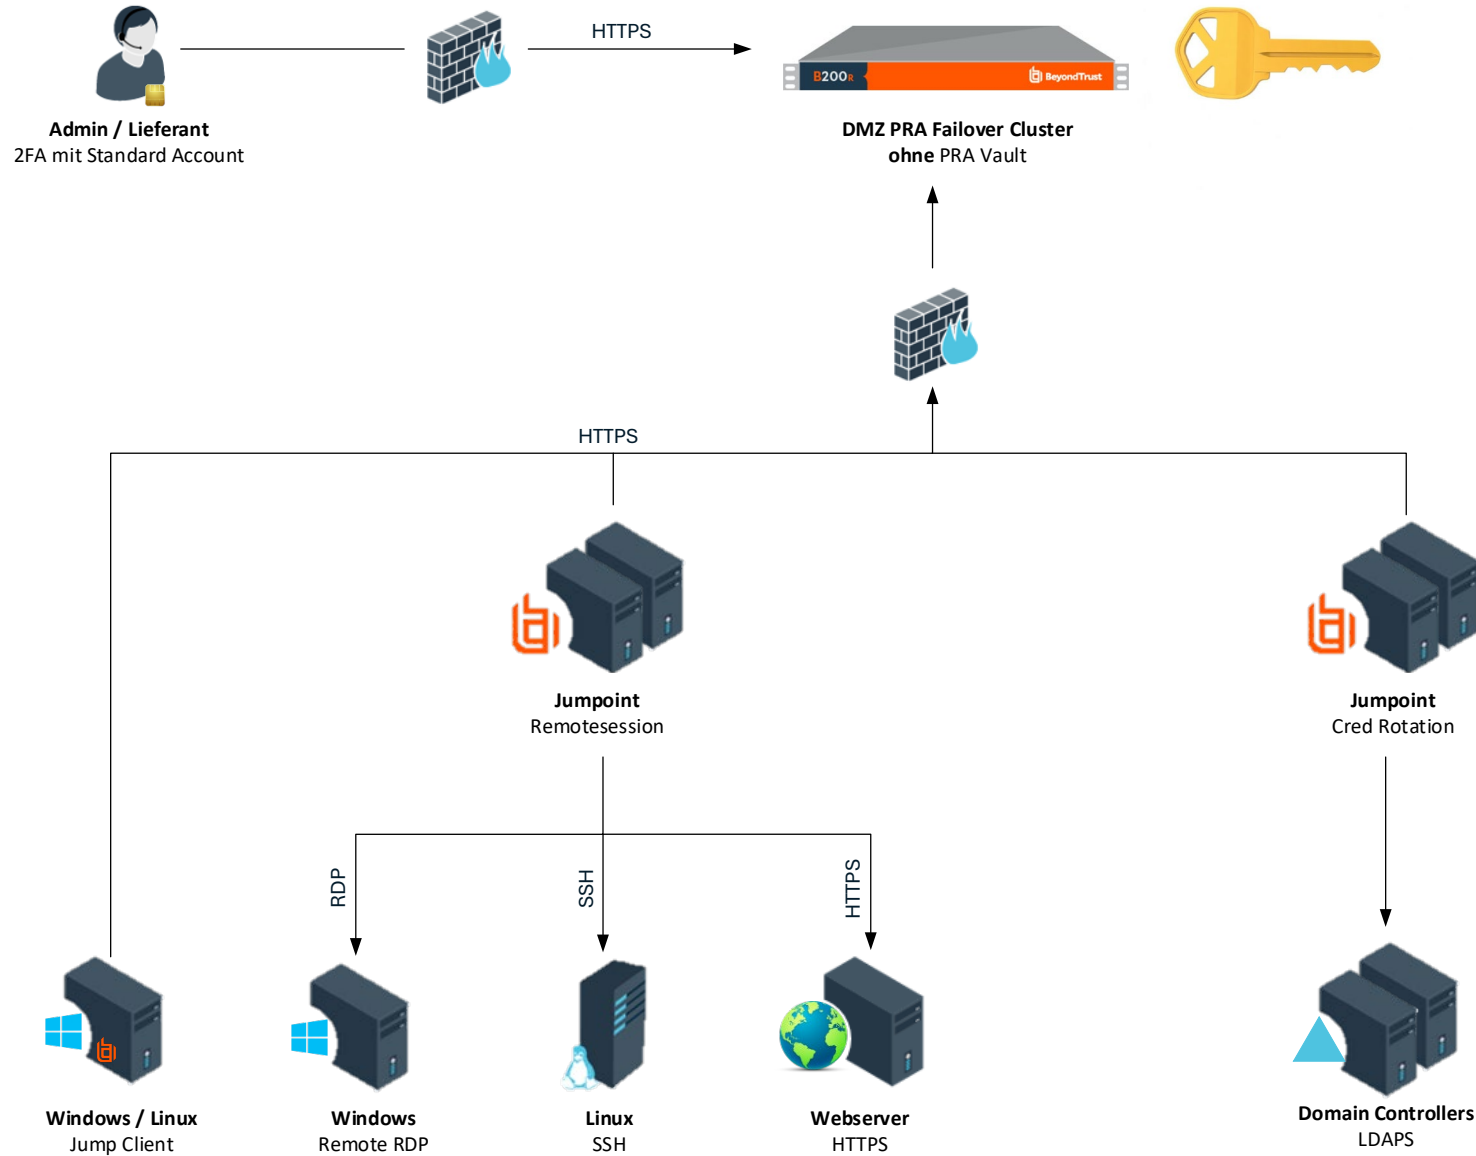 HTTPS
B200R
BeyondTrust
Admin / Lieferant
2FA mit Standard Account
DMZ PRA Failover Cluster
ohne PRA Vault
HTTPS
Jumpoint
Remotesession
Jumpoint
Cred Rotation
RDP
SSH
HTTPS
Windows / Linux
Jump Client
Windows
Remote RDP
Linux
SSH
Webserver
HTTPS
Domain Controllers
LDAPS